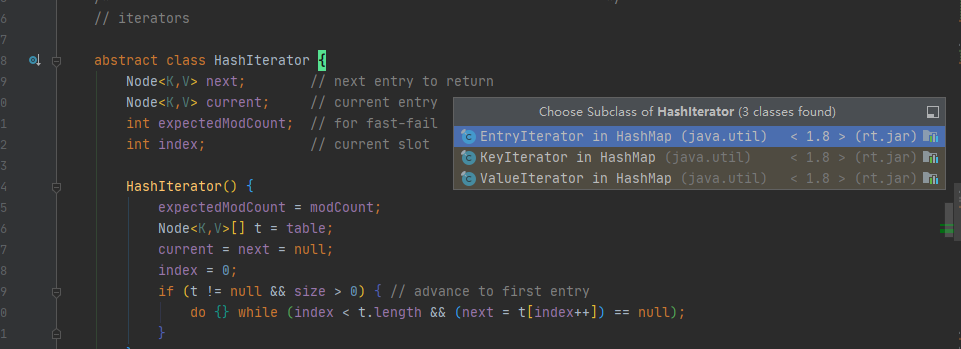 6 // iterators
7
8 abstract class HashIterator {
9 Node<K,V> next; // next entry to return
0 Node<K,V> current; // current entry
1 int expectedModCount; // for fast-fail
2 int index; // current slot
4 HashIterator() {
5 expectedModCount = modCount;
6 Node<K,V>[] t = table;
7 current = next = null;
8 index = 0;
9 if (t != null && size > 0) { // advance to first entry
0 do {} while (index < t.length && (next = t[index++]) == null);
1 }
Choose Subclass of HashIterator (3 classes found)
EntryIterator in HashMap (java.util) < 1.8 > (rt.jar)
KeyIterator in HashMap (java.util) < 1.8 > (rt.jar)
ValueIterator in HashMap (java.util) < 1.8 > (rt.jar)